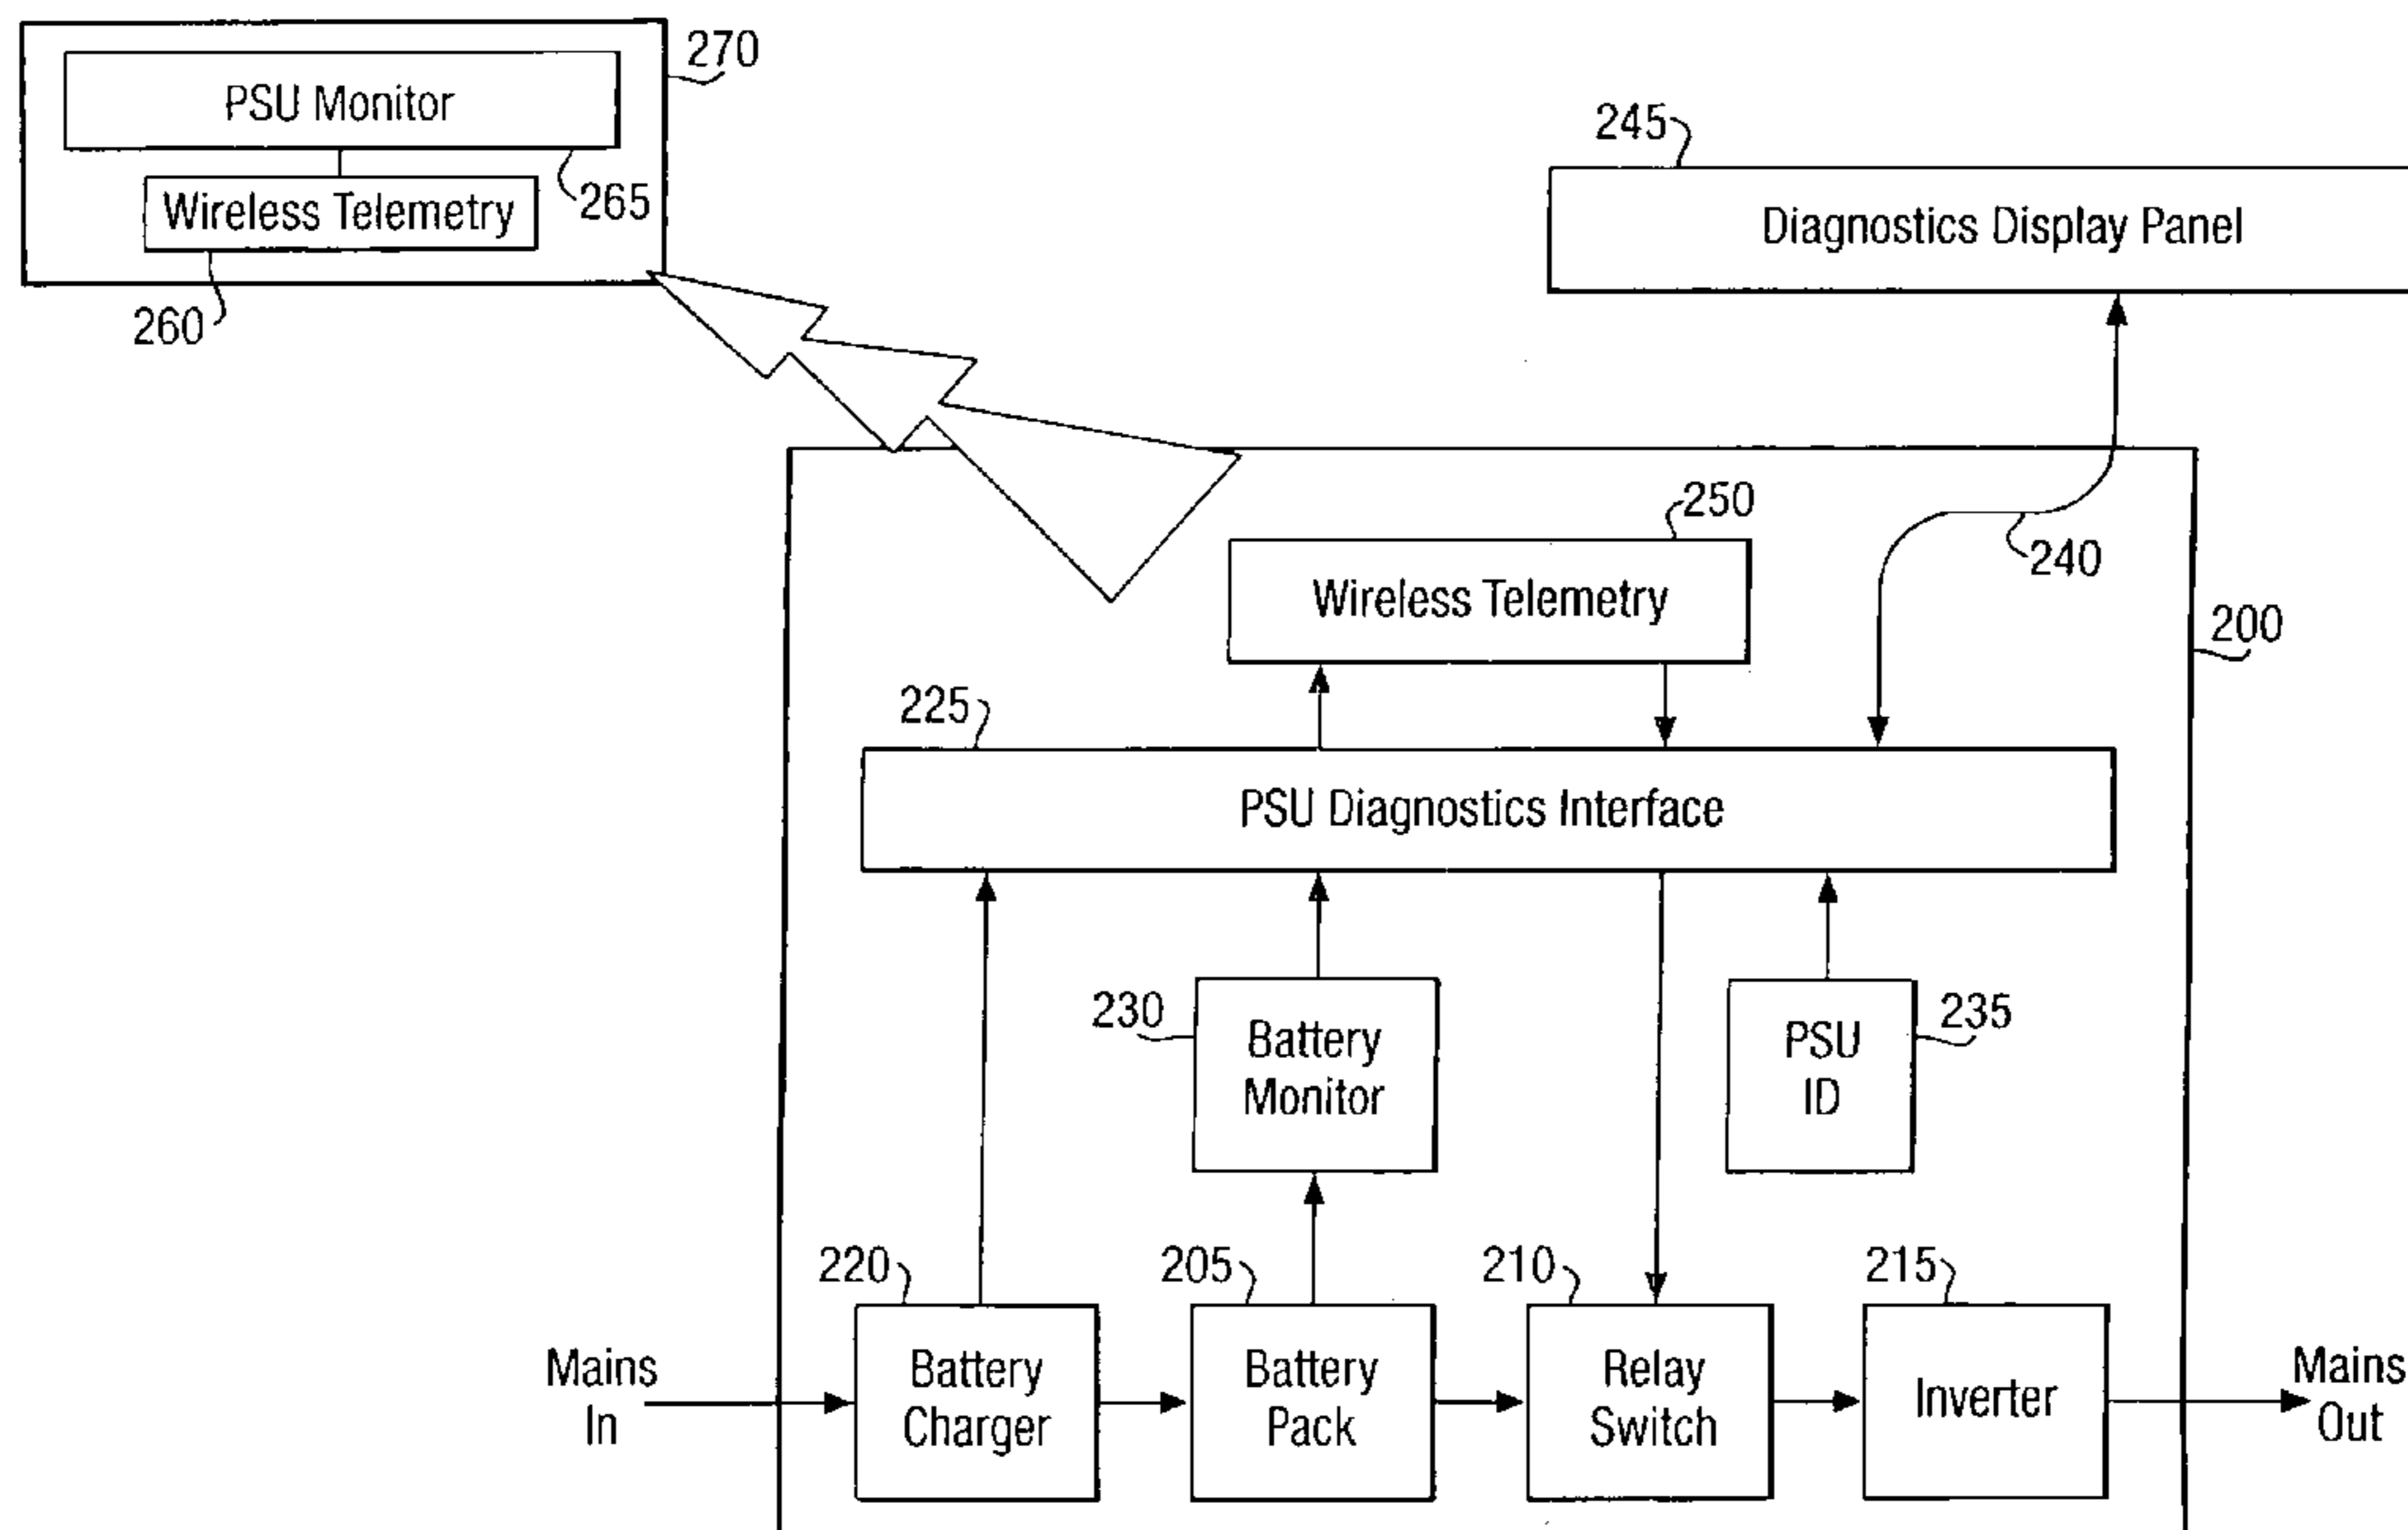 270
PSU Monitor
265
Wireless Telemetry
260
245
Diagnostics Display Panel
250
Wireless Telemetry
240
200
225
PSU Diagnostics Interface
230
Battery
Monitor
PSU
ID
235
220
205
210
215
Mains
In
Battery
Charger
Battery
Pack
Relay
Switch
Inverter
Mains
Out